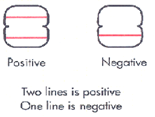 Positive
Negative
Two lines is positive
One line is negative